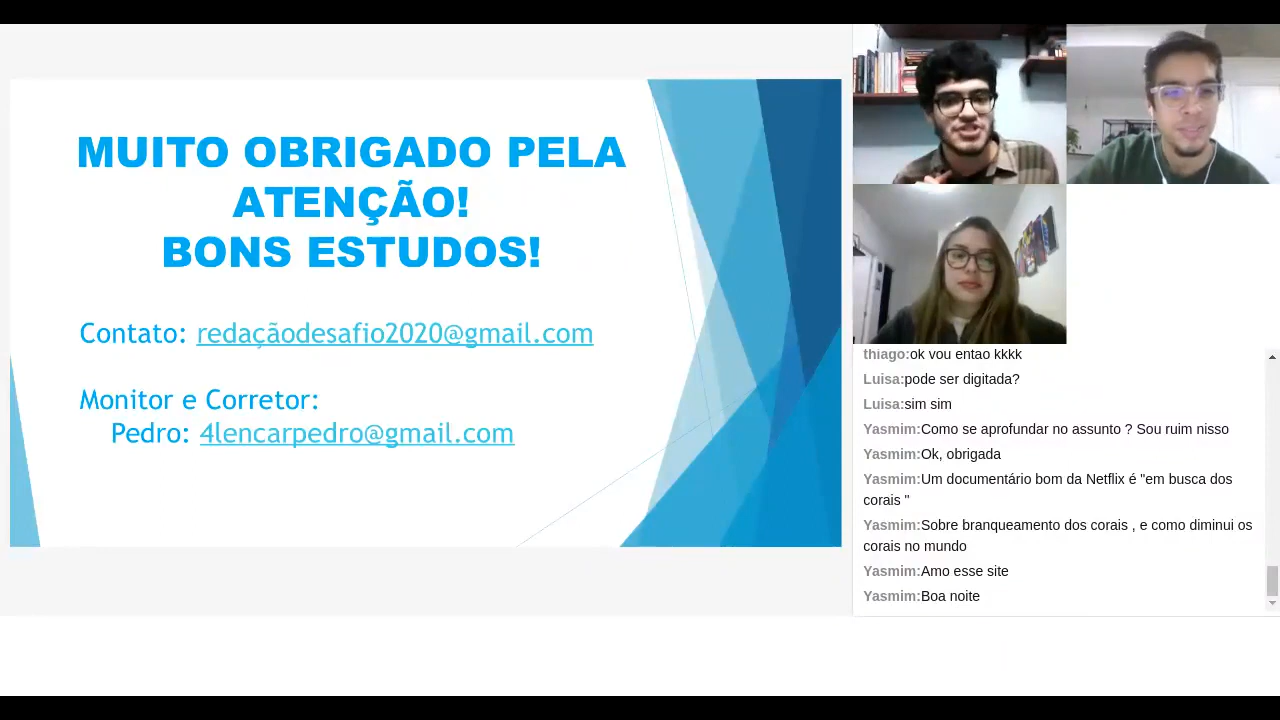 MUITO OBRIGADO PELA
ATENÇÃO!
BONS ESTUDOS!
Contato: redaçãodesafio2020@gmail.com
Monitor e Corretor:
Pedro: 4lencarpedro@gmail.com
thiago:ok vou entao kkkk
Luisa:pode ser digitada?
Luisa:sim sim
Yasmim:Como se aprofundar no assunto ? Sou ruim nisso
Yasmim:Ok, obrigada
Yasmim:Um documentário bom da Netflix é "em busca dos
corais "
Yasmim:Sobre branqueamento dos corais , e como diminui os
corais no mundo
Yasmim:Amo esse site
Yasmim:Boa noite